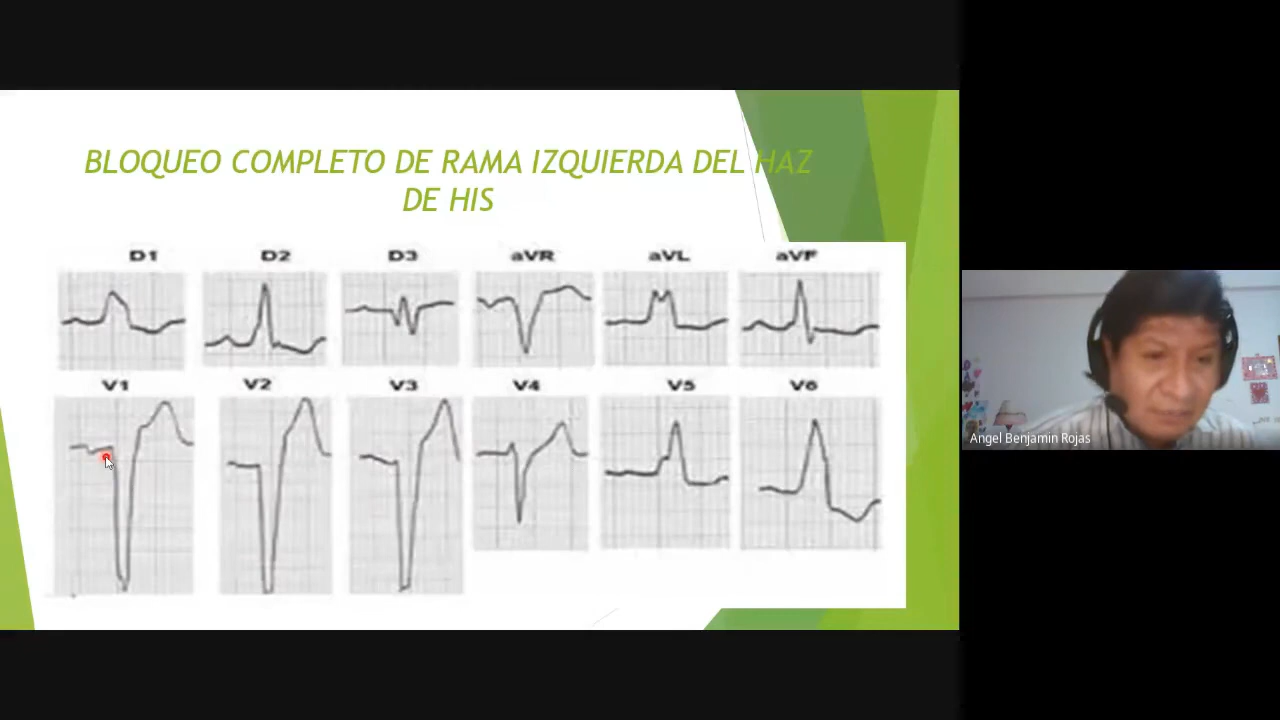 BLOQUEO COMPLETO DE RAMA IZQUIERDA DEL HAZ
DE HIS
D1 D2 D3 aVR aVL aVF
V1 V2 V3 V4 V5 V6
Angel Benjamin Rojas